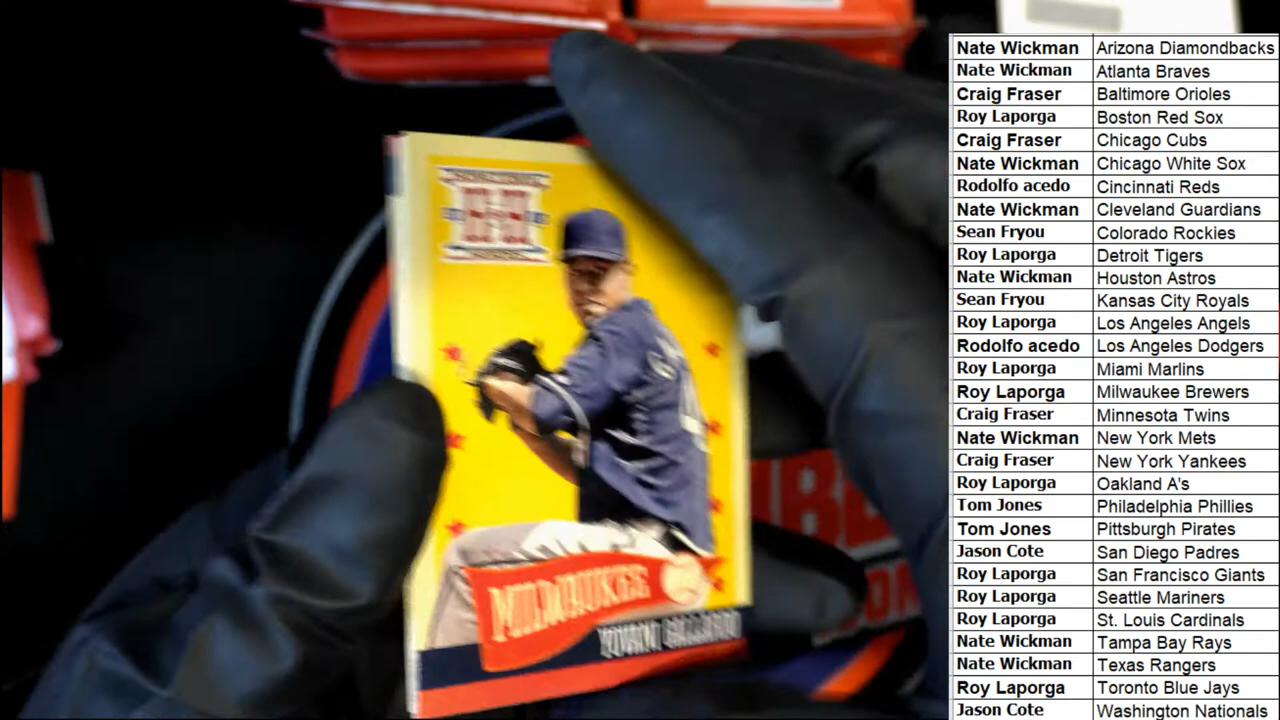 MILWAUKEE
YOVANI GALLARDO
Nate Wickman Arizona Diamondbacks
Nate Wickman Atlanta Braves
Craig Fraser Baltimore Orioles
Roy Laporga Boston Red Sox
Craig Fraser Chicago Cubs
Nate Wickman Chicago White Sox
Rodolfo acedo Cincinnati Reds
Nate Wickman Cleveland Guardians
Sean Fryou Colorado Rockies
Roy Laporga Detroit Tigers
Nate Wickman Houston Astros
Sean Fryou Kansas City Royals
Roy Laporga Los Angeles Angels
Rodolfo acedo Los Angeles Dodgers
Roy Laporga Miami Marlins
Roy Laporga Milwaukee Brewers
Craig Fraser Minnesota Twins
Nate Wickman New York Mets
Craig Fraser New York Yankees
Roy Laporga Oakland A's
Tom Jones Philadelphia Phillies
Tom Jones Pittsburgh Pirates
Jason Cote San Diego Padres
Roy Laporga San Francisco Giants
Roy Laporga Seattle Mariners
Roy Laporga St. Louis Cardinals
Nate Wickman Tampa Bay Rays
Nate Wickman Texas Rangers
Roy Laporga Toronto Blue Jays
Jason Cote Washington Nationals